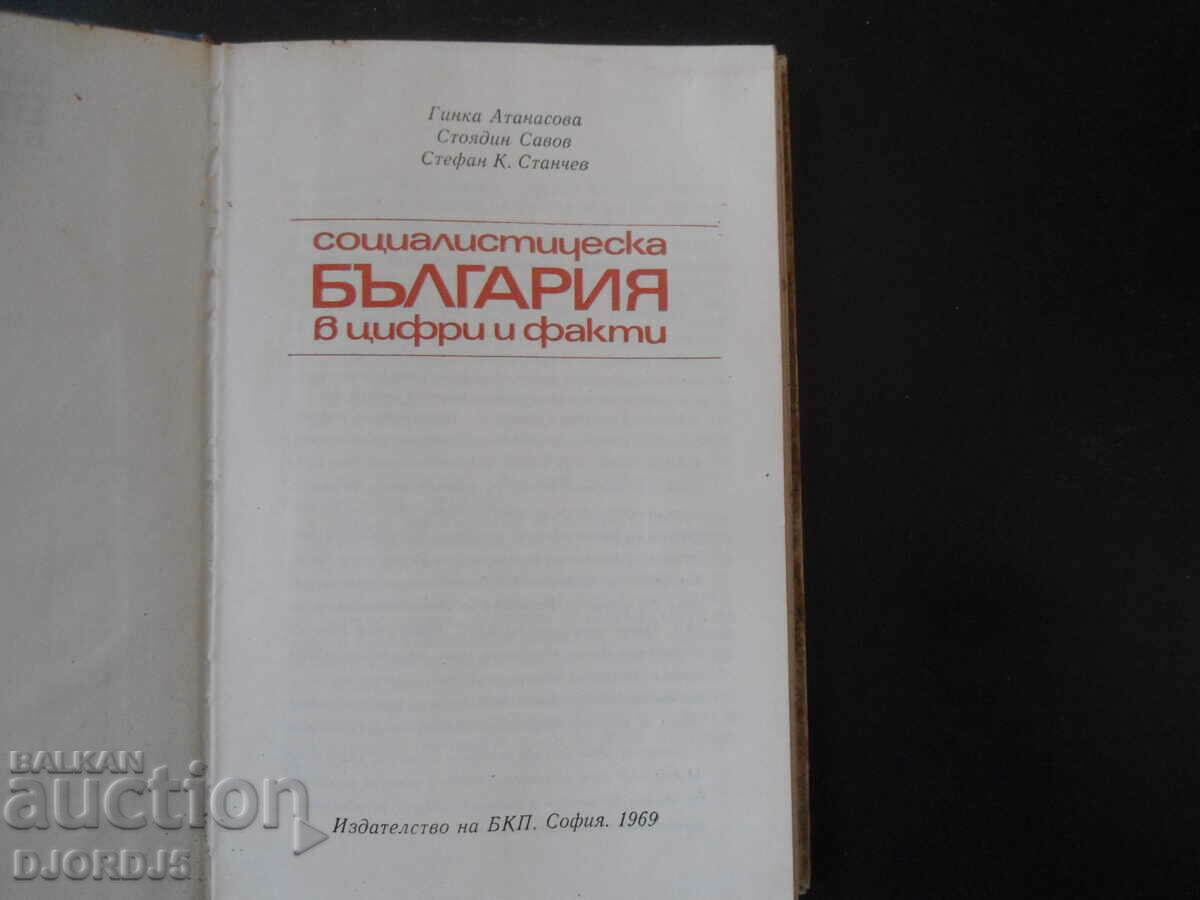 Гинка Атанасова
Стоядин Савов
Стефан К. Станчев
социалистическа
БЪЛГАРИЯ
в цифри и факти
Издателство на БКП. София. 1969
BALKAN
auction
DJORDJ5